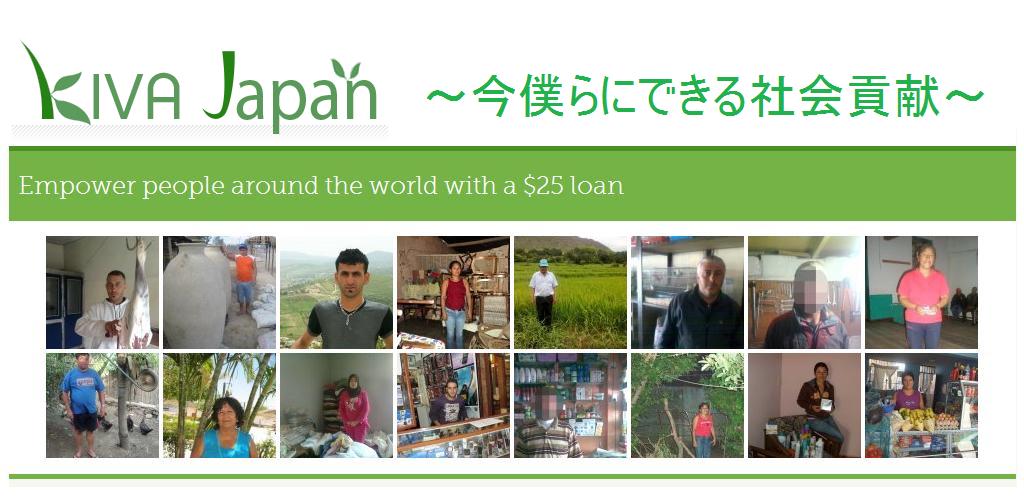 KIVA Japan
～今僕らにできる社会貢献～
Empower people around the world with a $25 loan